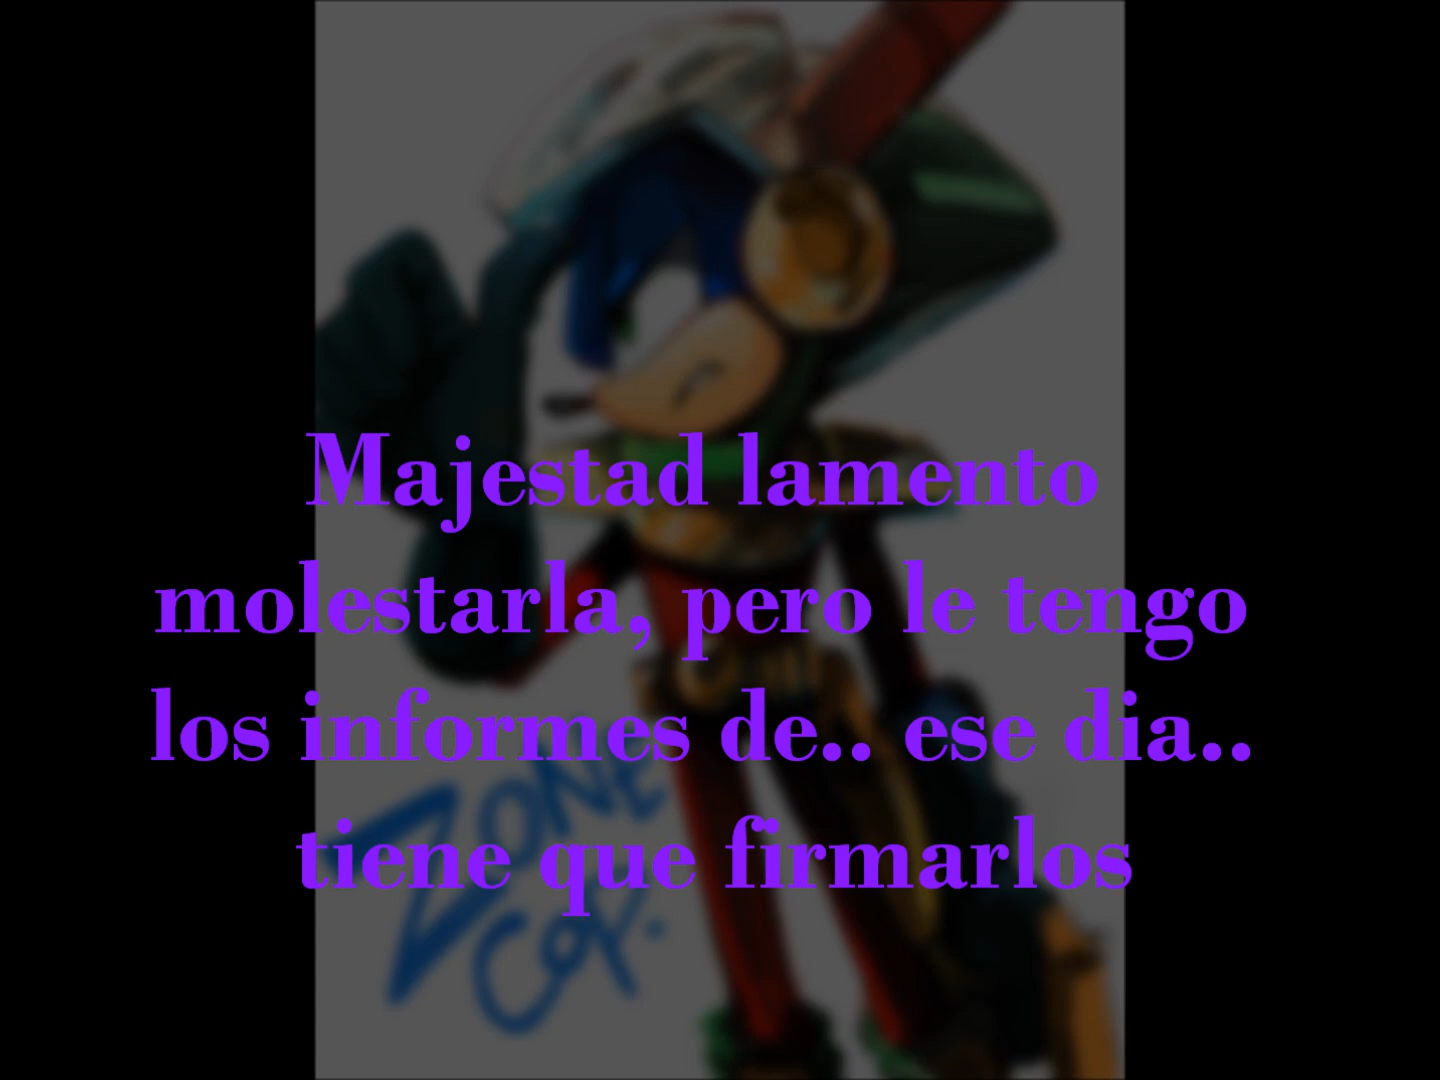 Majestad lamento
molestarla, pero le tengo
los informes de.. ese dia..
tiene que firmarlos
ZONE
COP.